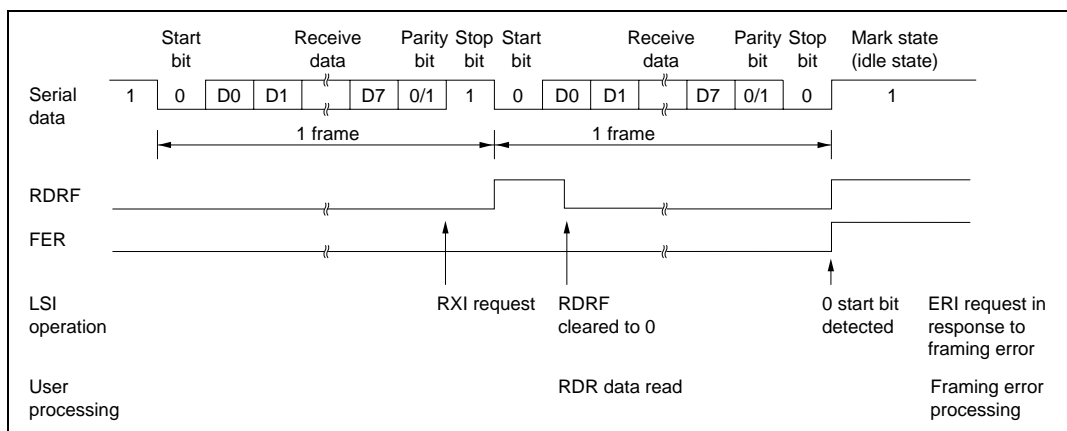 Start bit Receive data Parity bit Stop bit Start bit Receive data Parity bit Stop bit Mark state (idle state)
Serial data 1 0 D0 D1 D7 0/1 1 0 D0 D1 D7 0/1 0 1
1 frame 1 frame
RDRF
FER
LSI operation RXI request RDRF cleared to 0 0 start bit detected ERI request in response to framing error
User processing RDR data read Framing error processing